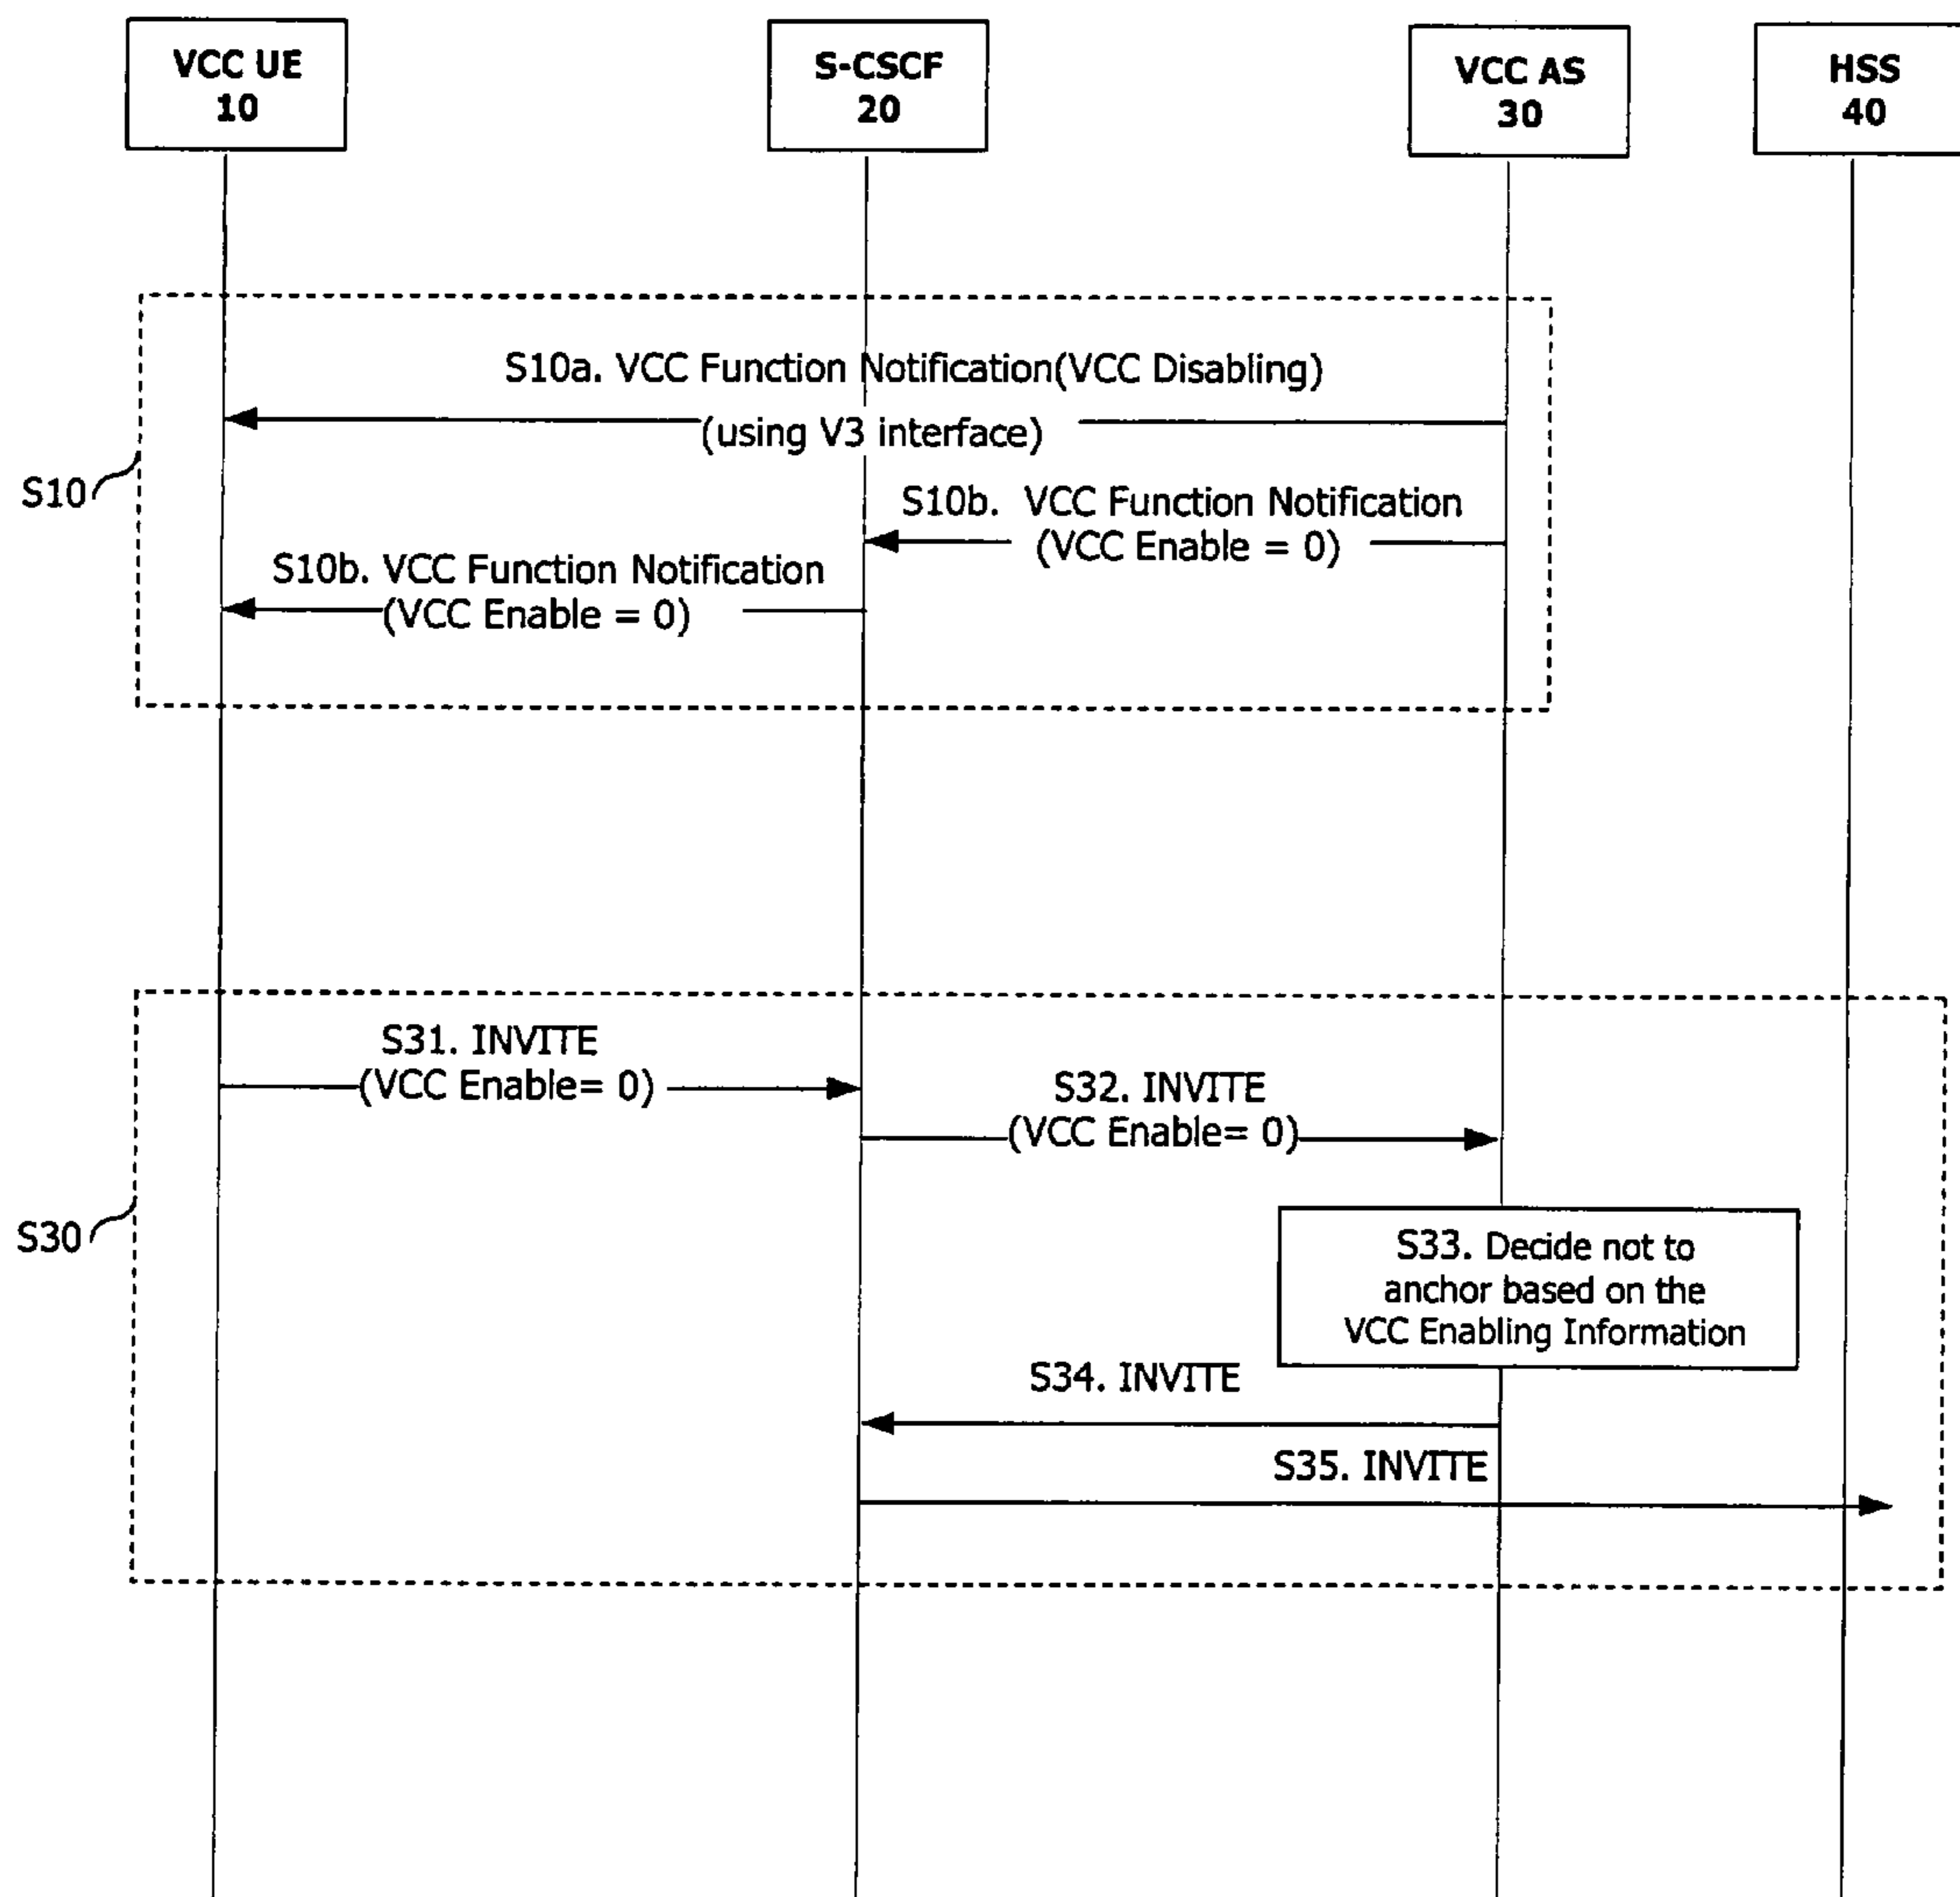 VCC UE
10
S-CSCF
20
VCC AS
30
HSS
40
S10a. VCC Function Notification(VCC Disabling)
(using V3 interface)
S10
S10b. VCC Function Notification
(VCC Enable = 0)
S10b. VCC Function Notification
(VCC Enable = 0)
S31. INVITE
(VCC Enable= 0)
S32. INVITE
(VCC Enable= 0)
S30
S33. Decide not to
anchor based on the
VCC Enabling Information
S34. INVITE
S35. INVITE